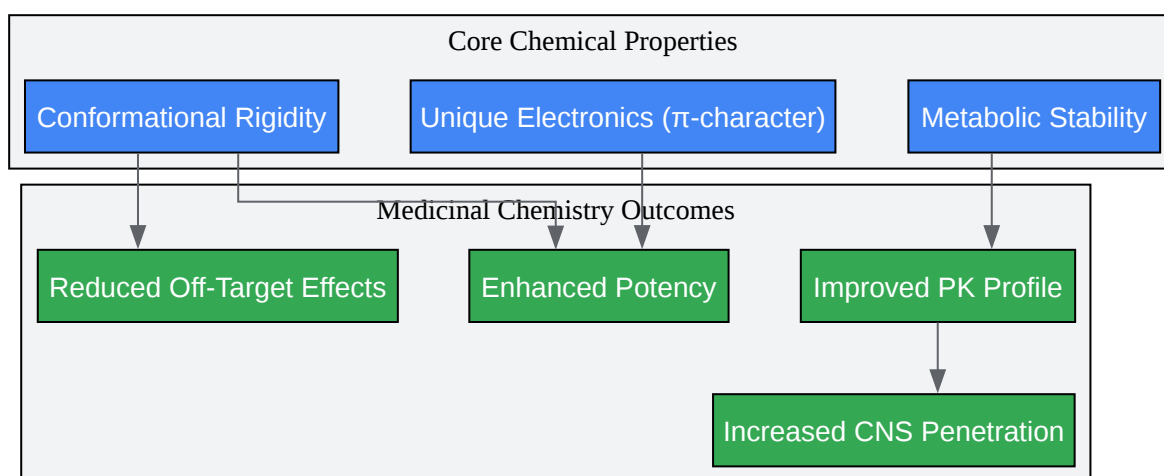 Core Chemical Properties
Conformational Rigidity
Unique Electronics (π-character)
Metabolic Stability
Medicinal Chemistry Outcomes
Reduced Off-Target Effects
Enhanced Potency
Improved PK Profile
Increased CNS Penetration